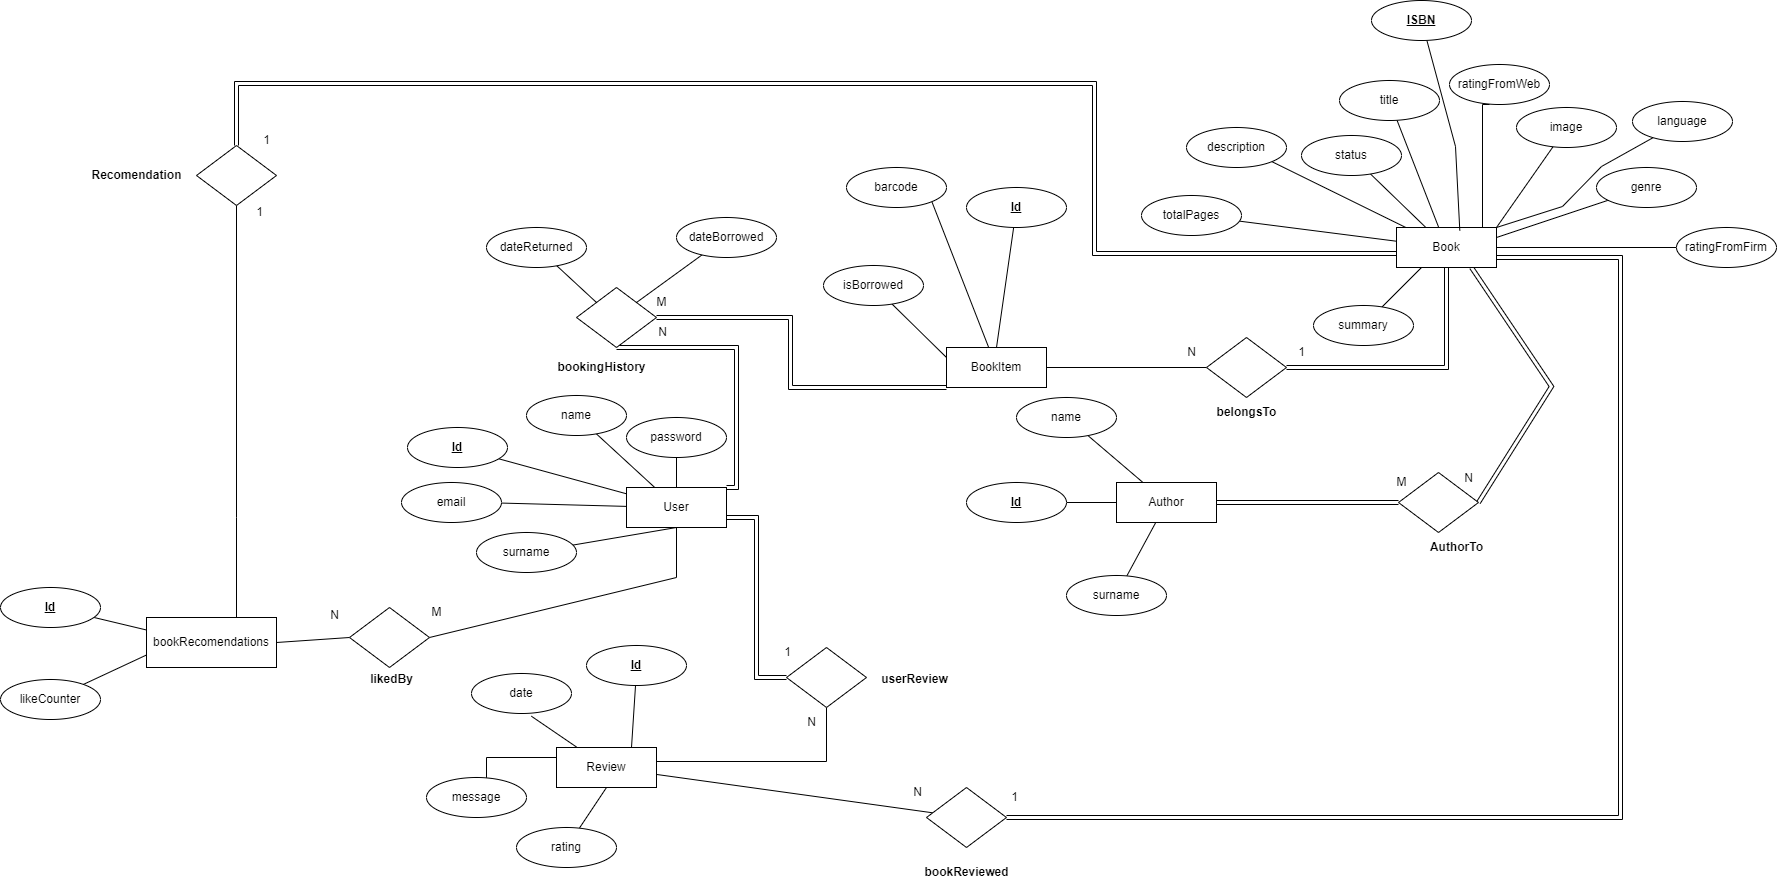 ISBN
ratingFromWeb
title
image
language
1
description
status
Recomendation
barcode
genre
1
Id
totalPages
dateReturned
dateBorrowed
Book
ratingFromFirm
isBorrowed
M
summary
N
bookingHistory
BookItem
N
1
belongsTo
name
name
password
Id
email
User
surname
Id
Author
M
N
AuthorTo
surname
Id
N
M
bookRecomendations
likedBy
likeCounter
Id
1
userReview
date
N
Review
message
rating
N
1
bookReviewed